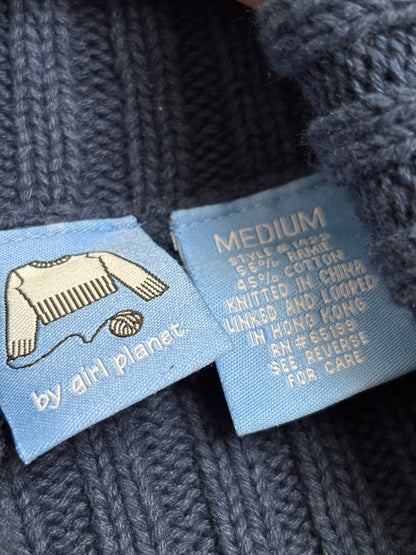 by girl planet
MEDIUM
STYLE # 1425
55% RAMIE
45% COTTON
KNITTED IN CHINA
LINKED AND LOOPED
IN HONG KONG
RN #65199
SEE REVERSE
FOR CARE